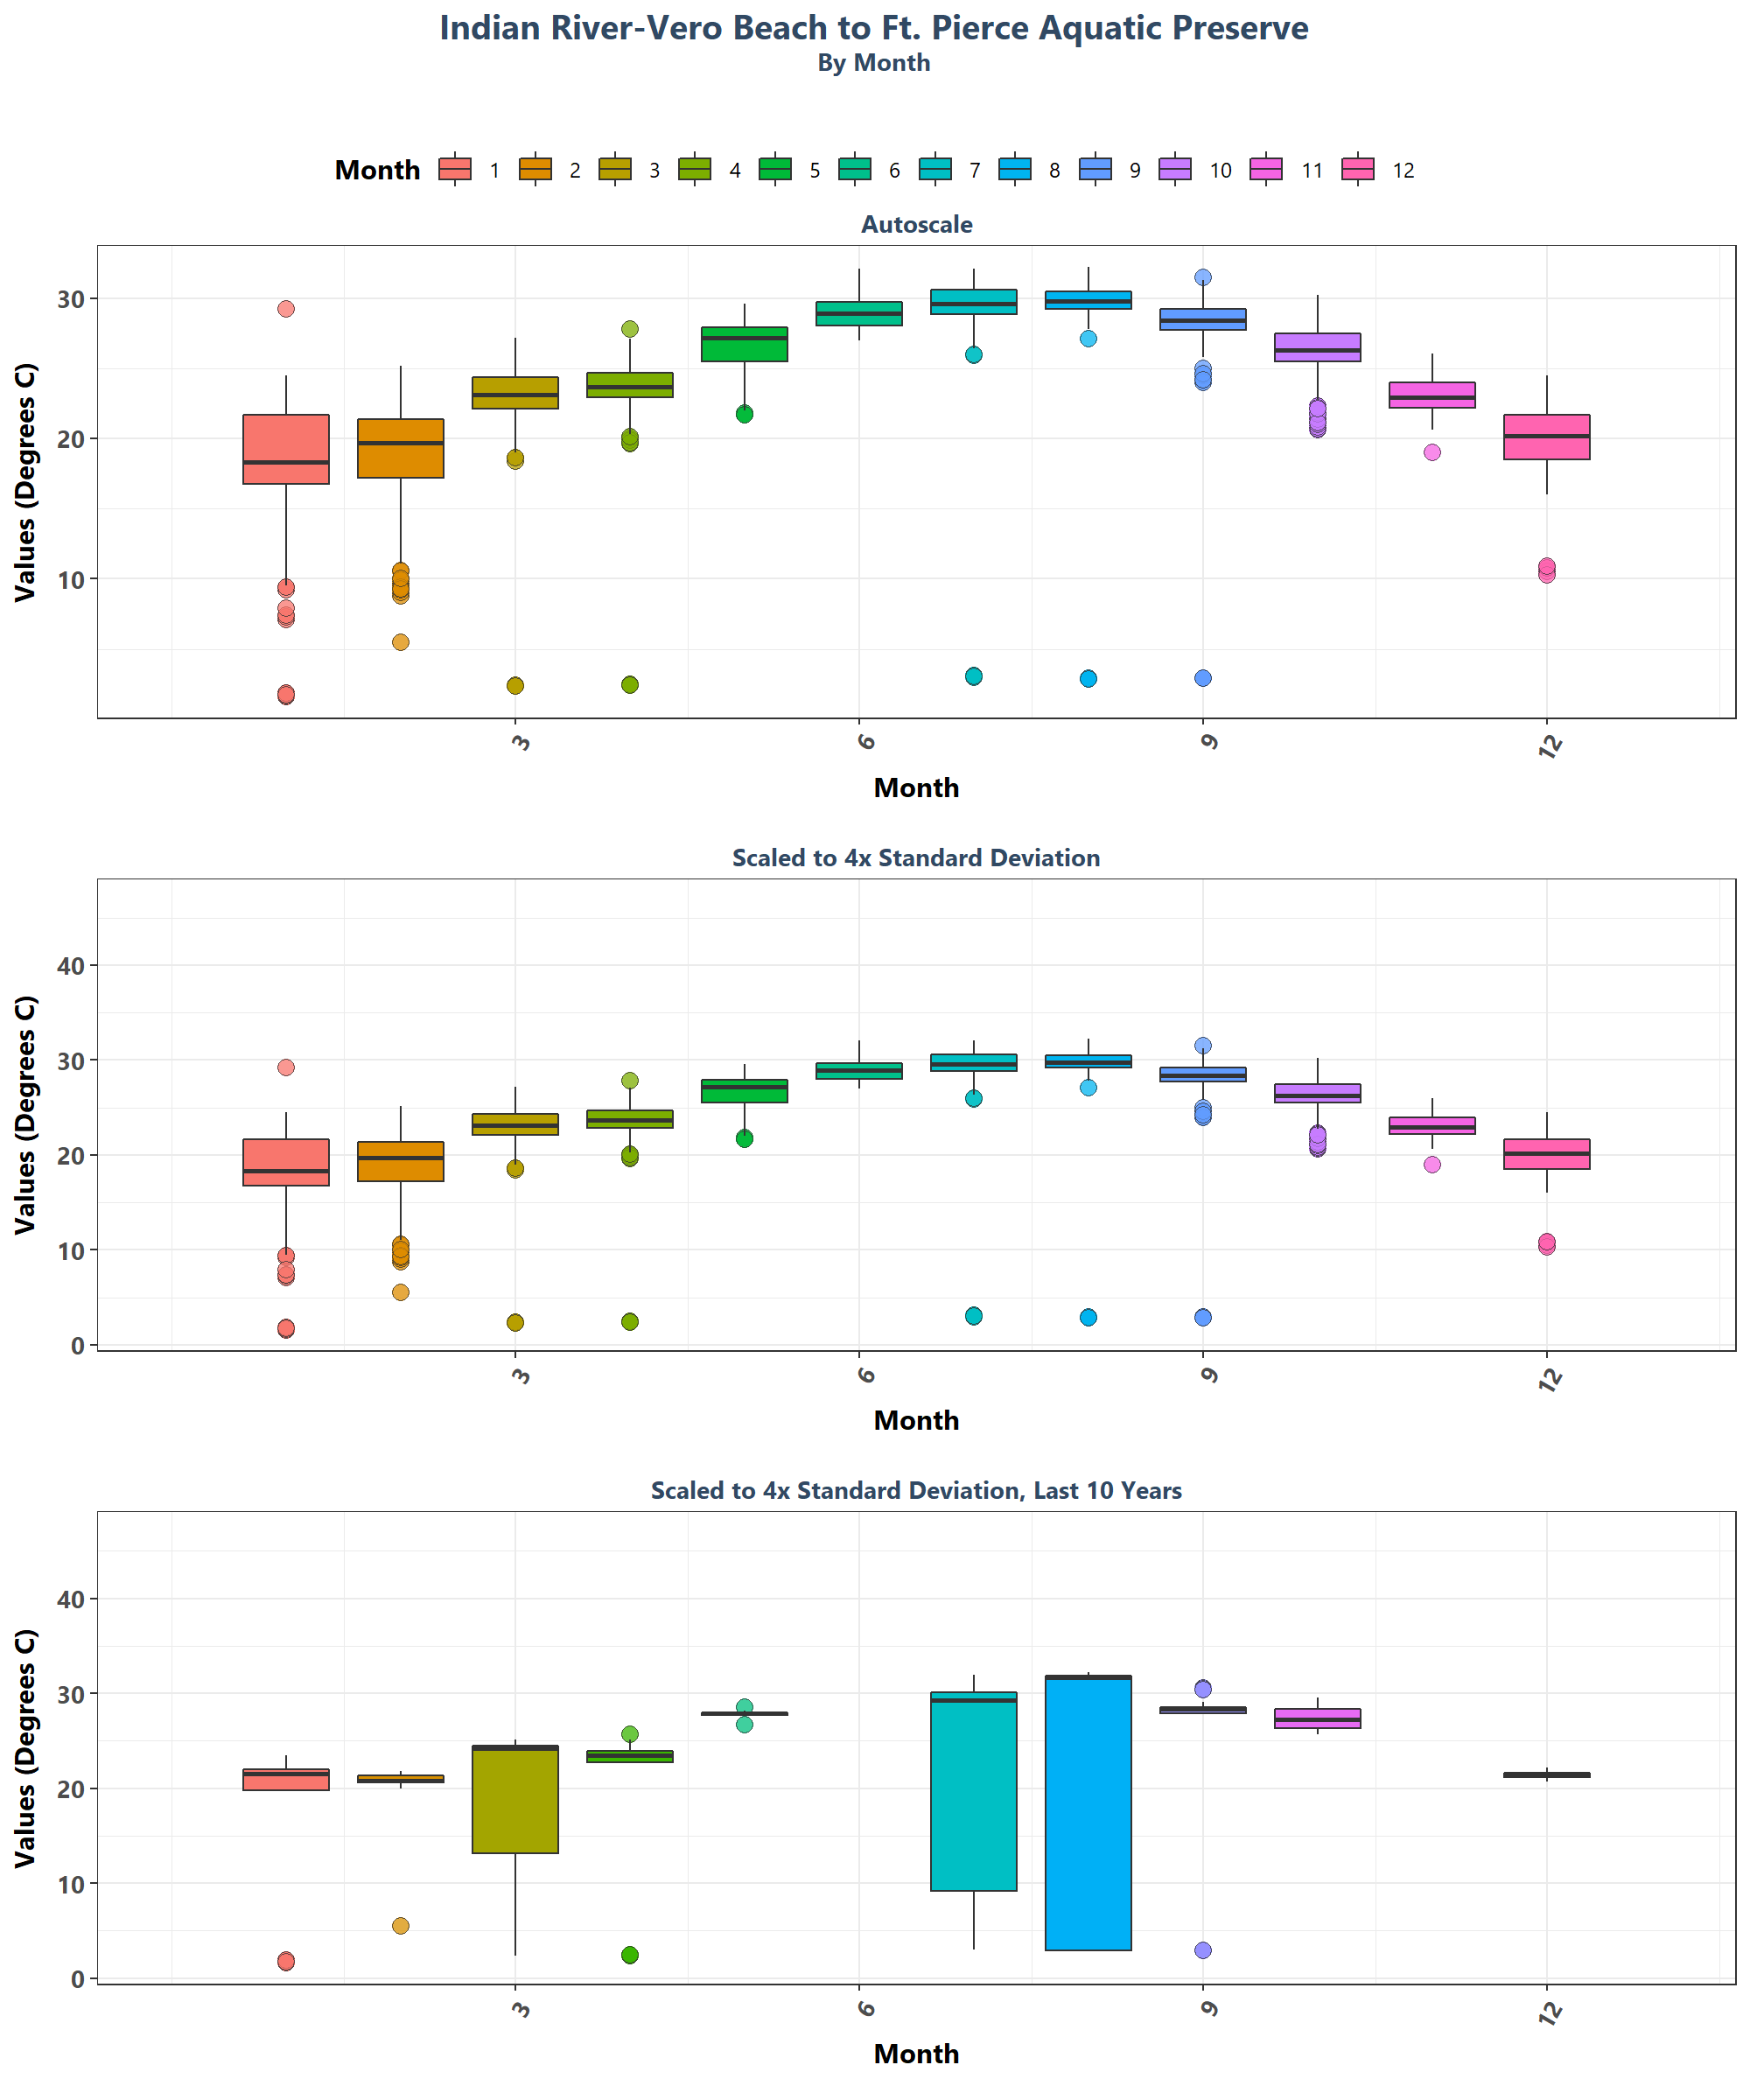 Indian River-Vero Beach to Ft. Pierce Aquatic Preserve
By Month
Month 1 2 3 4 5 6 7 8 9 10 11 12
Autoscale
Values (Degrees C)
30
20
10
3 6 9 12
Month
Scaled to 4x Standard Deviation
Values (Degrees C)
40
30
20
10
0
3 6 9 12
Month
Scaled to 4x Standard Deviation, Last 10 Years
Values (Degrees C)
40
30
20
10
0
3 6 9 12
Month